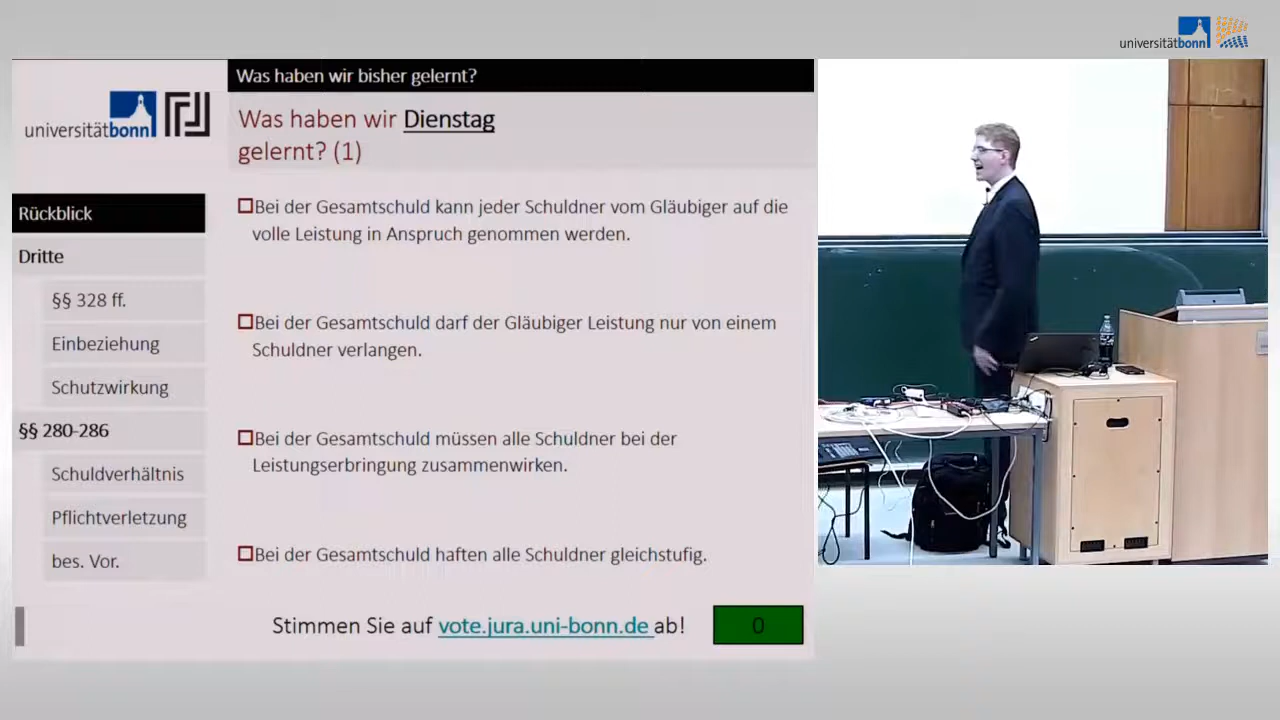 universitätbonn
Was haben wir bisher gelernt?
universitätbonn
Was haben wir Dienstag
gelernt? (1)
Rückblick
Dritte
§§ 328 ff.
Einbeziehung
Schutzwirkung
§§ 280-286
Schuldverhältnis
Pflichtverletzung
bes. Vor.
Bei der Gesamtschuld kann jeder Schuldner vom Gläubiger auf die
volle Leistung in Anspruch genommen werden.
Bei der Gesamtschuld darf der Gläubiger Leistung nur von einem
Schuldner verlangen.
Bei der Gesamtschuld müssen alle Schuldner bei der
Leistungserbringung zusammenwirken.
Bei der Gesamtschuld haften alle Schuldner gleichstufig.
Stimmen Sie auf vote.jura.uni-bonn.de ab!
0